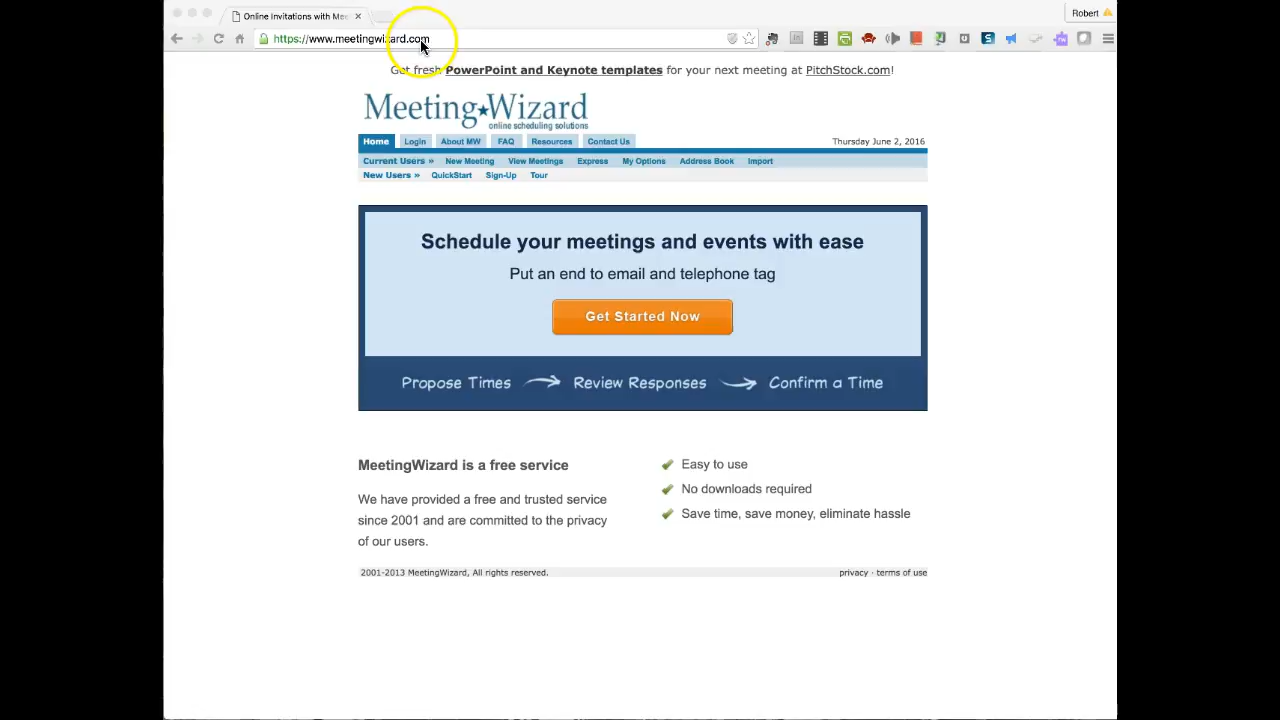 Online Invitations with Mee
Robert
https://www.meetingwizard.com
Get fresh PowerPoint and Keynote templates for your next meeting at PitchStock.com!
Meeting★Wizard
online scheduling solutions
Home Login About MW FAQ Resources Contact Us Thursday June 2, 2016
Current Users » New Meeting View Meetings Express My Options Address Book Import
New Users » QuickStart Sign-Up Tour
Schedule your meetings and events with ease
Put an end to email and telephone tag
Get Started Now
Propose Times Review Responses Confirm a Time
MeetingWizard is a free service
We have provided a free and trusted service
since 2001 and are committed to the privacy
of our users.
Easy to use
No downloads required
Save time, save money, eliminate hassle
2001-2013 MeetingWizard, All rights reserved. privacy · terms of use